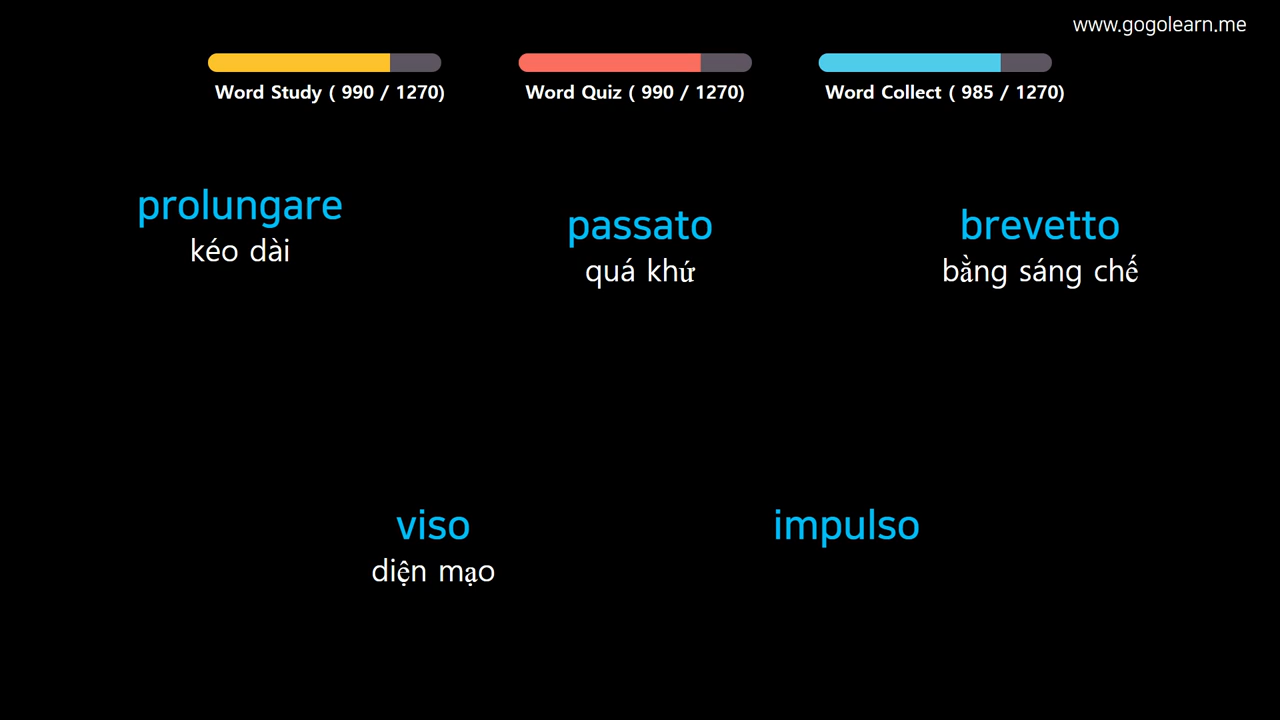 www.gogolearn.me
Word Study ( 990 / 1270)
Word Quiz ( 990 / 1270)
Word Collect ( 985 / 1270)
prolungare
kéo dài
passato
quá khứ
brevetto
bằng sáng chế
viso
diện mạo
impulso